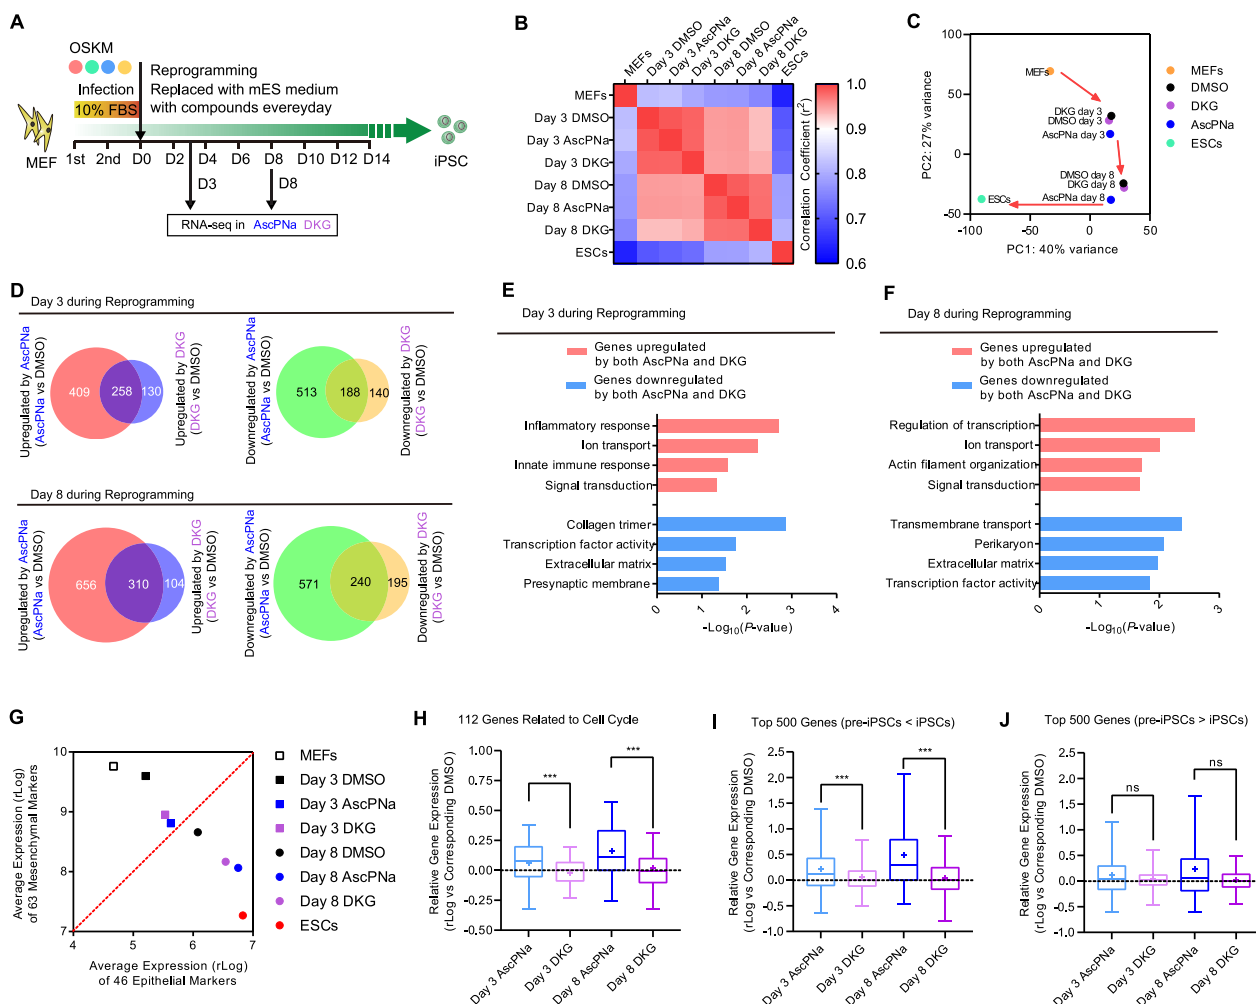 A
OSKM
Infection
10% FBS
Reprogramming
Replaced with mES medium
with compounds everyeday
MEF
iPSC
1st 2nd D0 D2 D4 D6 D8 D10 D12 D14
D3
D8
RNA-seq in AscPNa DKG
B
MEFs
Day 3 DMSO
Day 3 AscPNa
Day 3 DKG
Day 8 DMSO
Day 8 AscPNa
Day 8 DKG
ESCs
MEFs
Day 3 DMSO
Day 3 AscPNa
Day 3 DKG
Day 8 DMSO
Day 8 AscPNa
Day 8 DKG
ESCs
1.0
0.9
0.8
0.7
0.6
Correlation Coefficient (r²)
C
100
50
0
-50
PC2: 27% variance
-100 -50 0 50
PC1: 40% variance
MEFs
DKG day 3
DMSO day 3
AscPNa day 3
DMSO day 8
DKG day 8
AscPNa day 8
ESCs
MEFs
DMSO
DKG
AscPNa
ESCs
D
Day 3 during Reprogramming
Upregulated by AscPNa
(AscPNa vs DMSO)
409 258 130
Upregulated by DKG
(DKG vs DMSO)
Downregulated by AscPNa
(AscPNa vs DMSO)
513 188 140
Downregulated by DKG
(DKG vs DMSO)
Day 8 during Reprogramming
Upregulated by AscPNa
(AscPNa vs DMSO)
656 310 104
Upregulated by DKG
(DKG vs DMSO)
Downregulated by AscPNa
(AscPNa vs DMSO)
571 240 195
Downregulated by DKG
(DKG vs DMSO)
E
Day 3 during Reprogramming
Genes upregulated
by both AscPNa and DKG
Genes downregulated
by both AscPNa and DKG
Inflammatory response
Ion transport
Innate immune response
Signal transduction
Collagen trimer
Transcription factor activity
Extracellular matrix
Presynaptic membrane
0 1 2 3 4
-Log₁₀(P-value)
F
Day 8 during Reprogramming
Genes upregulated
by both AscPNa and DKG
Genes downregulated
by both AscPNa and DKG
Regulation of transcription
Ion transport
Actin filament organization
Signal transduction
Transmembrane transport
Perikaryon
Extracellular matrix
Transcription factor activity
0 1 2 3
-Log₁₀(P-value)
G
10
9
8
7
Average Expression (rLog)
of 63 Mesenchymal Markers
4 5 6 7
Average Expression (rLog)
of 46 Epithelial Markers
MEFs
Day 3 DMSO
Day 3 AscPNa
Day 3 DKG
Day 8 DMSO
Day 8 AscPNa
Day 8 DKG
ESCs
H
112 Genes Related to Cell Cycle
Relative Gene Expression
(rLog vs Corresponding DMSO)
1.00
0.75
0.50
0.25
0.00
-0.25
-0.50
***
***
Day 3 AscPNa
Day 3 DKG
Day 8 AscPNa
Day 8 DKG
I
Top 500 Genes (pre-iPSCs < iPSCs)
Relative Gene Expression
(rLog vs Corresponding DMSO)
2.5
2.0
1.5
1.0
0.5
0.0
-0.5
-1.0
***
***
Day 3 AscPNa
Day 3 DKG
Day 8 AscPNa
Day 8 DKG
J
Top 500 Genes (pre-iPSCs > iPSCs)
Relative Gene Expression
(rLog vs Corresponding DMSO)
2.5
2.0
1.5
1.0
0.5
0.0
-0.5
-1.0
ns
ns
Day 3 AscPNa
Day 3 DKG
Day 8 AscPNa
Day 8 DKG